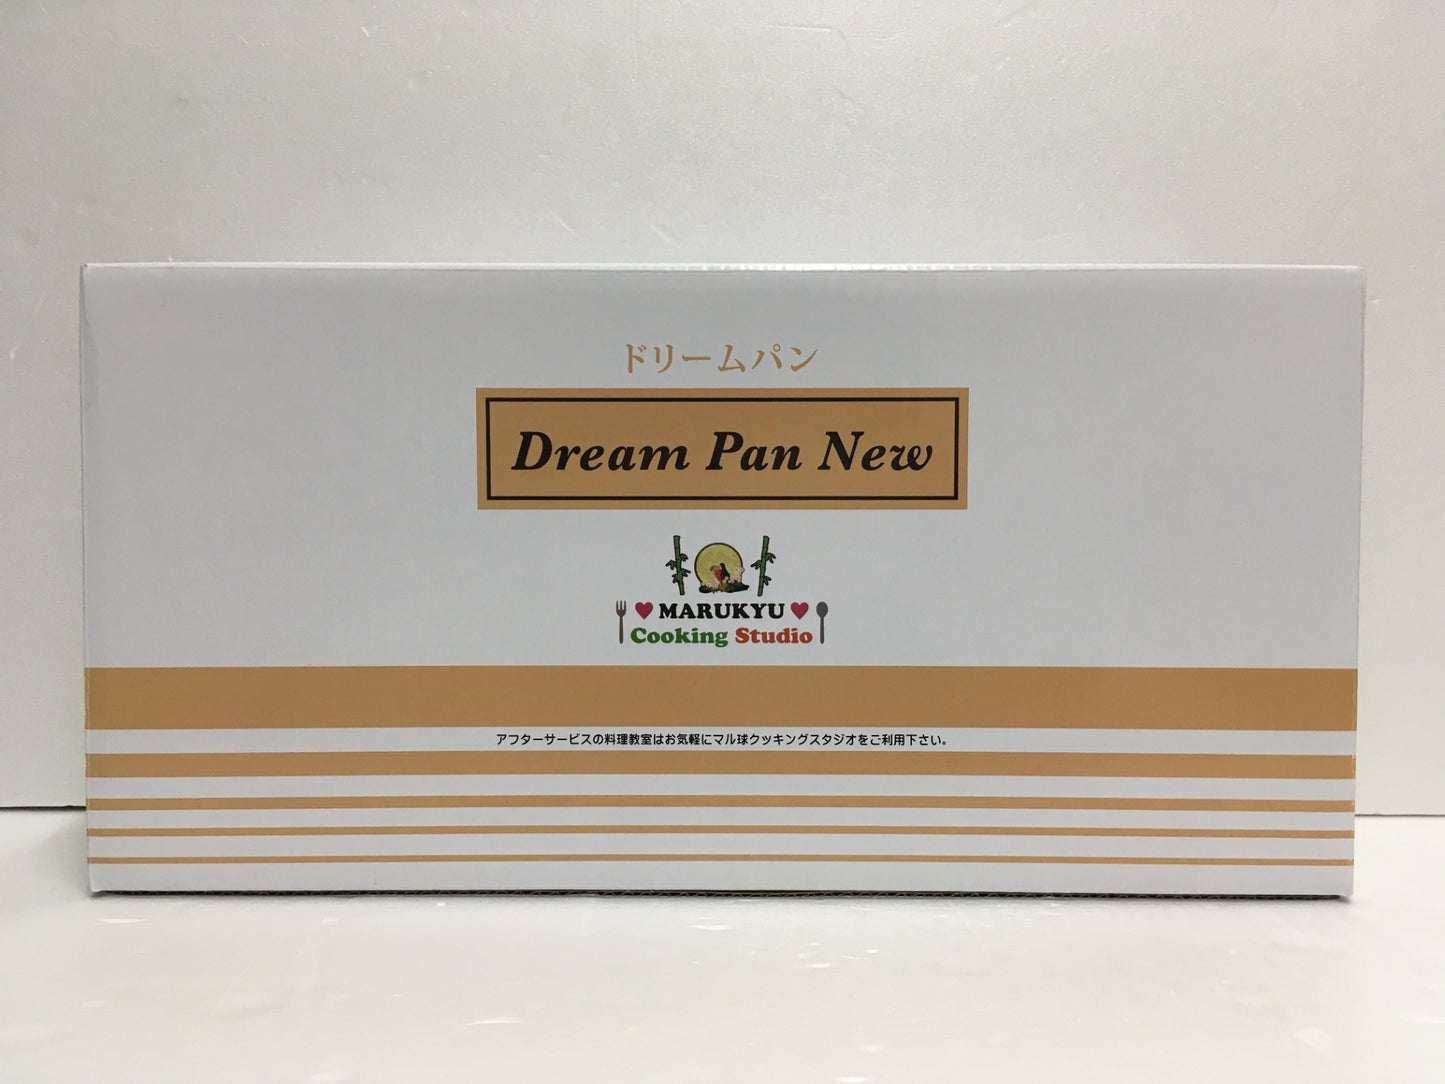 ドリームパン
Dream Pan New
MARUKYU
Cooking Studio
アフターサービスの料理教室はお気軽にマル球クッキングスタジオをご利用下さい。